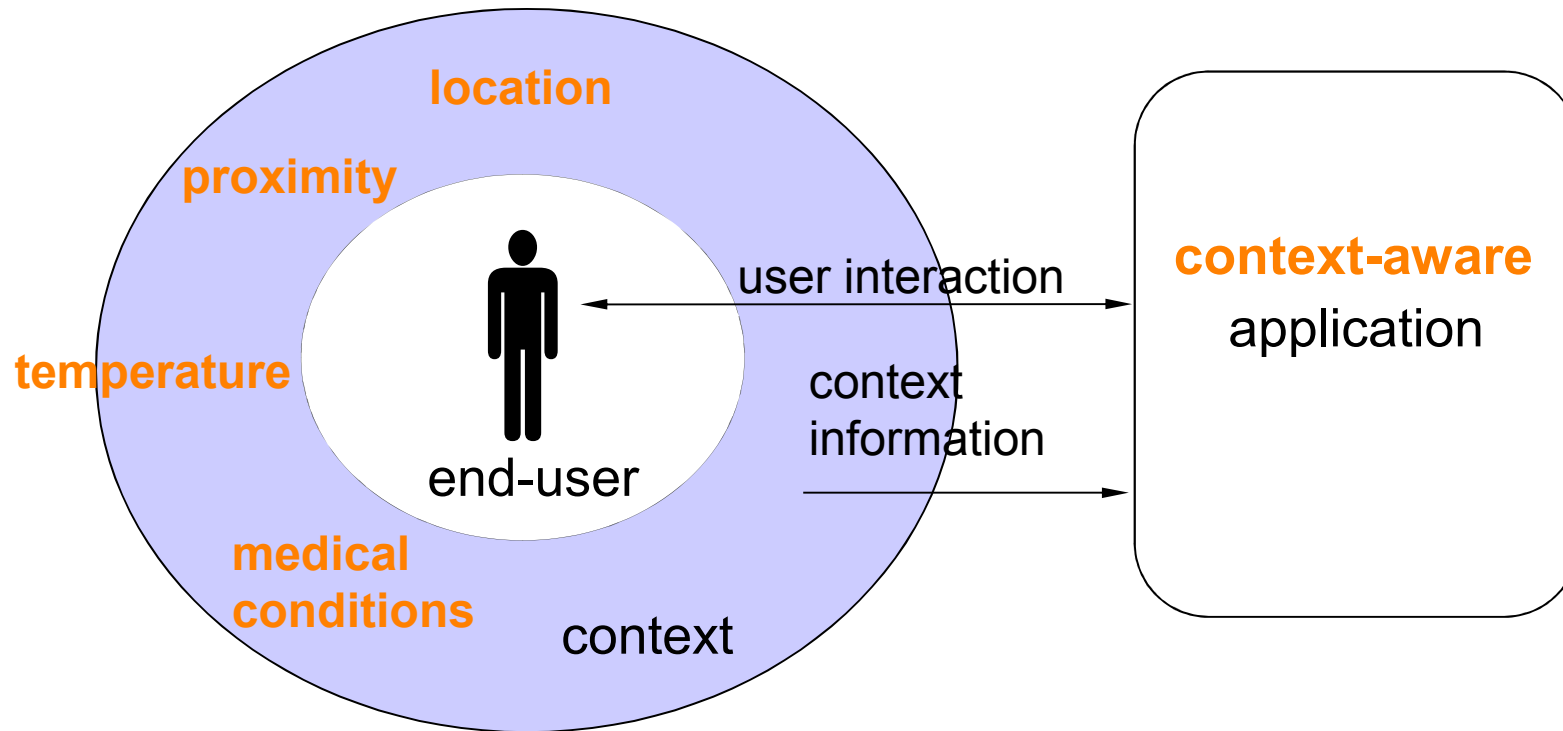 location
proximity
temperature
end-user
medical
conditions
context
user interaction
context
information
context-aware
application